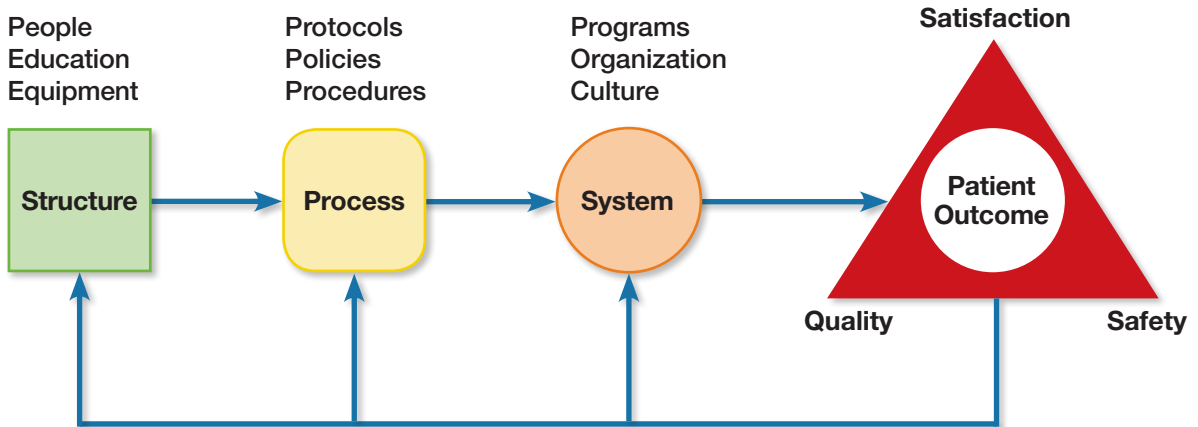 People
Education
Equipment
Protocols
Policies
Procedures
Programs
Organization
Culture
Satisfaction
Structure
Process
System
Patient
Outcome
Quality
Safety